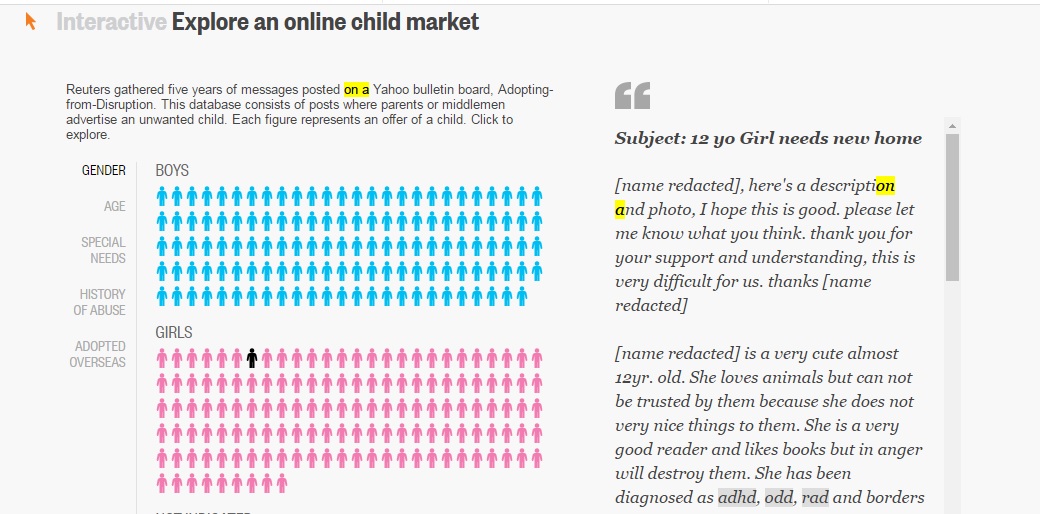 Interactive Explore an online child market
Reuters gathered five years of messages posted on a Yahoo bulletin board, Adopting-
from-Disruption. This database consists of posts where parents or middlemen
advertise an unwanted child. Each figure represents an offer of a child. Click to
explore.
GENDER
AGE
SPECIAL
NEEDS
HISTORY
OF ABUSE
ADOPTED
OVERSEAS
BOYS
GIRLS
NOT INDICATED
Subject: 12 yo Girl needs new home
[name redacted], here's a description
and photo, I hope this is good. please let
me know what you think. thank you for
your support and understanding, this is
very difficult for us. thanks [name
redacted]
[name redacted] is a very cute almost
12yr. old. She loves animals but can not
be trusted by them because she does not
very nice things to them. She is a very
good reader and likes books but in anger
will destroy them. She has been
diagnosed as adhd, odd, rad and borders